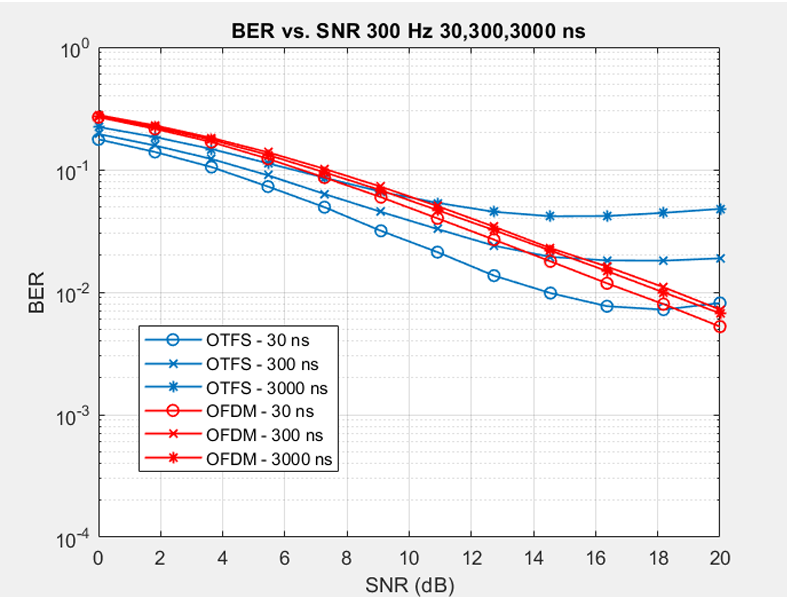 BER vs. SNR 300 Hz 30,300,3000 ns
10^0
10^-1
10^-2
10^-3
10^-4
BER
OTFS - 30 ns
OTFS - 300 ns
OTFS - 3000 ns
OFDM - 30 ns
OFDM - 300 ns
OFDM - 3000 ns
0 2 4 6 8 10 12 14 16 18 20
SNR (dB)